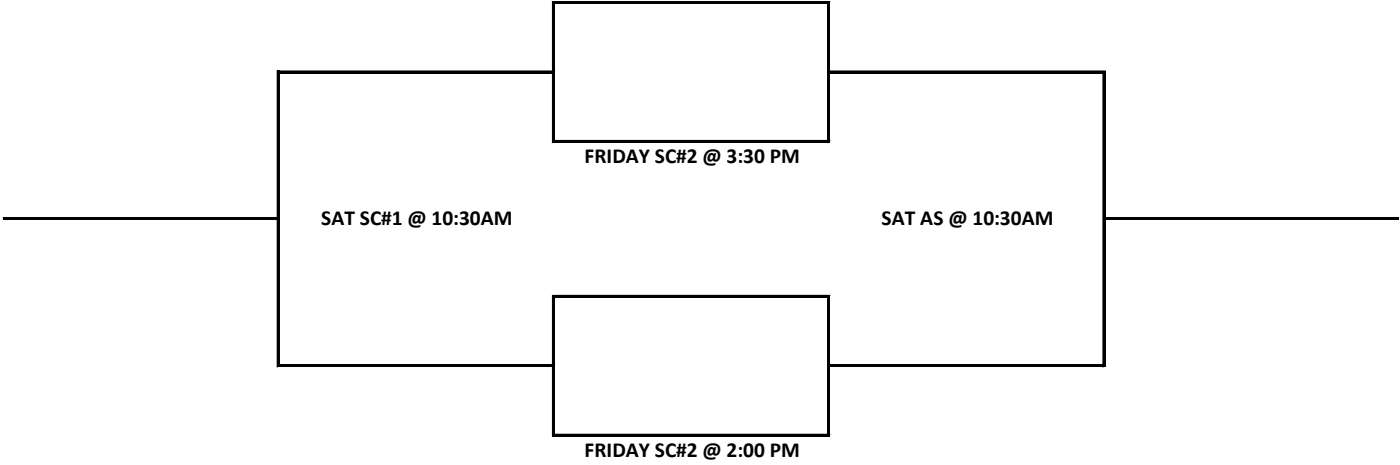 FRIDAY SC#2 @ 3:30 PM
SAT SC#1 @ 10:30AM
SAT AS @ 10:30AM
FRIDAY SC#2 @ 2:00 PM